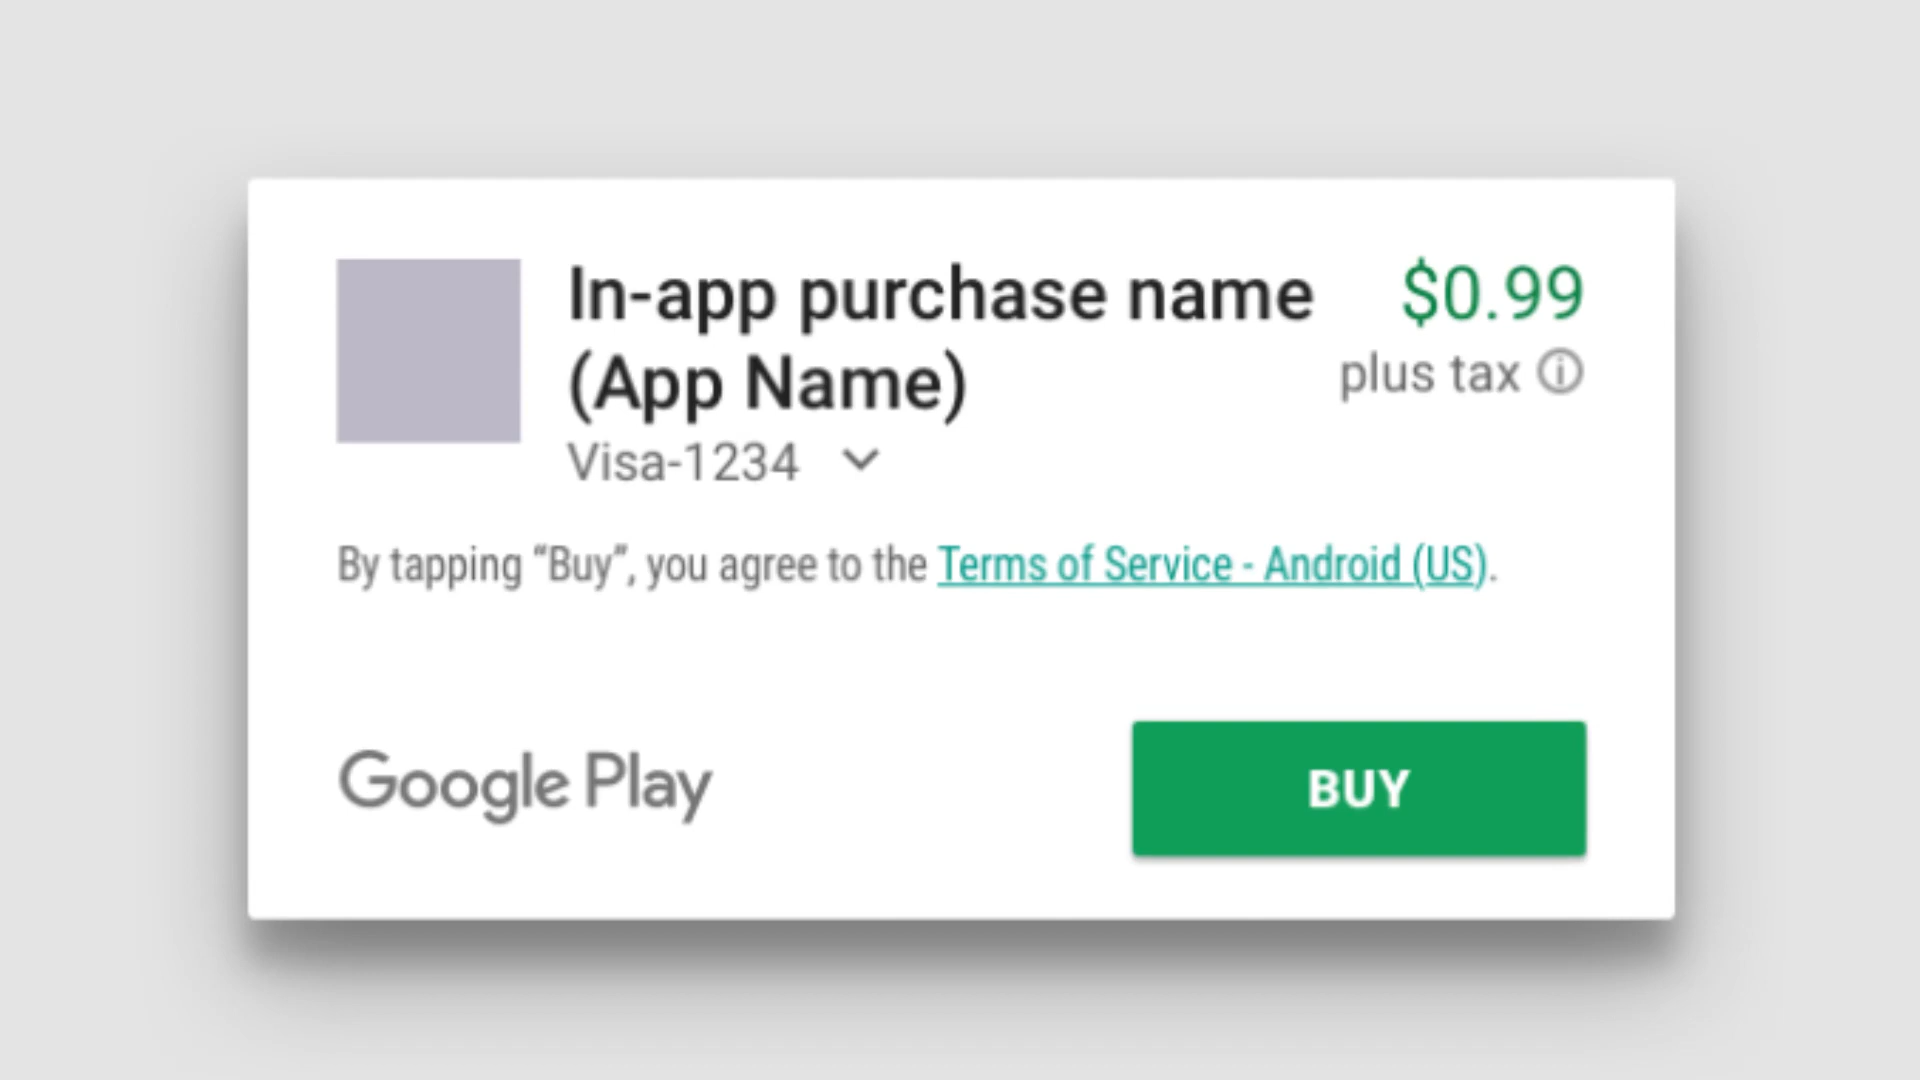 In-app purchase name
(App Name)
$0.99
plus tax
Visa-1234
By tapping “Buy”, you agree to the Terms of Service - Android (US).
Google Play
BUY